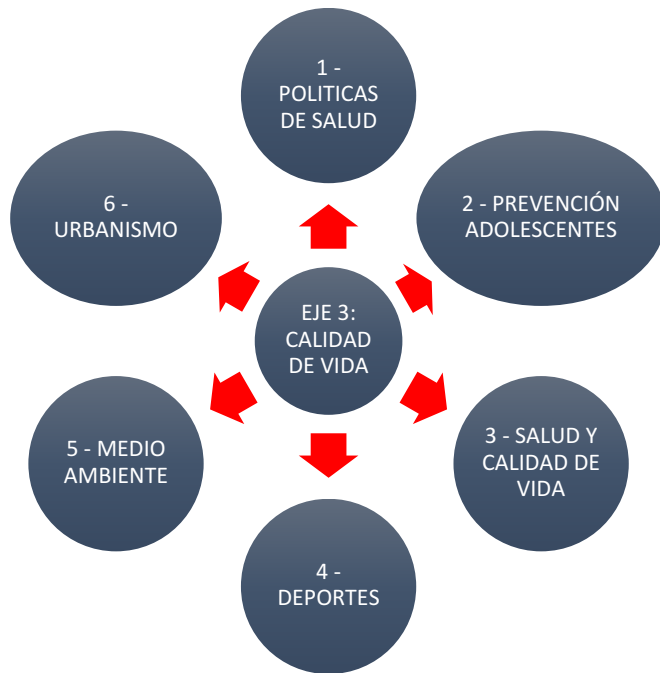 1 -
POLITICAS
DE SALUD
2 - PREVENCIÓN
ADOLESCENTES
3 - SALUD Y
CALIDAD DE
VIDA
4 -
DEPORTES
5 - MEDIO
AMBIENTE
6 -
URBANISMO
EJE 3:
CALIDAD
DE VIDA